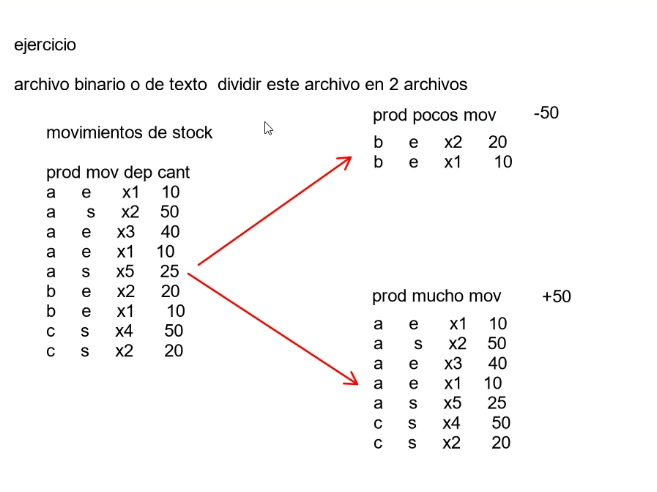 ejercicio
archivo binario o de texto dividir este archivo en 2 archivos
movimientos de stock
prod mov dep cant
a e x1 10
a s x2 50
a e x3 40
a e x1 10
a s x5 25
b e x2 20
b e x1 10
c s x4 50
c s x2 20
prod pocos mov -50
b e x2 20
b e x1 10
prod mucho mov +50
a e x1 10
a s x2 50
a e x3 40
a e x1 10
a s x5 25
c s x4 50
c s x2 20